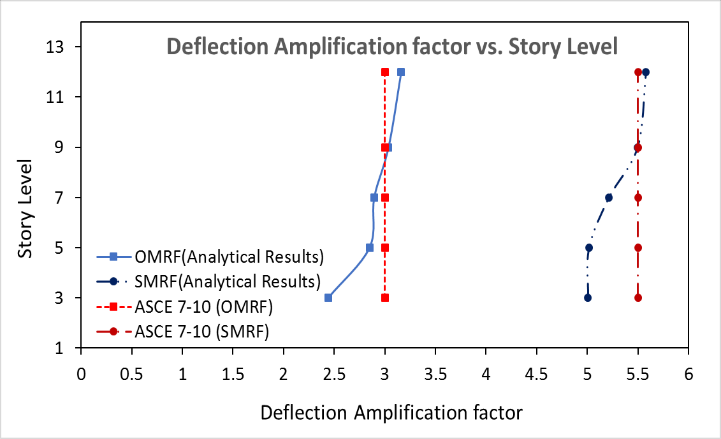 Deflection Amplification factor vs. Story Level
13
11
9
7
5
3
1
Story Level
OMRF(Analytical Results)
SMRF(Analytical Results)
ASCE 7-10 (OMRF)
ASCE 7-10 (SMRF)
0 0.5 1 1.5 2 2.5 3 3.5 4 4.5 5 5.5 6
Deflection Amplification factor